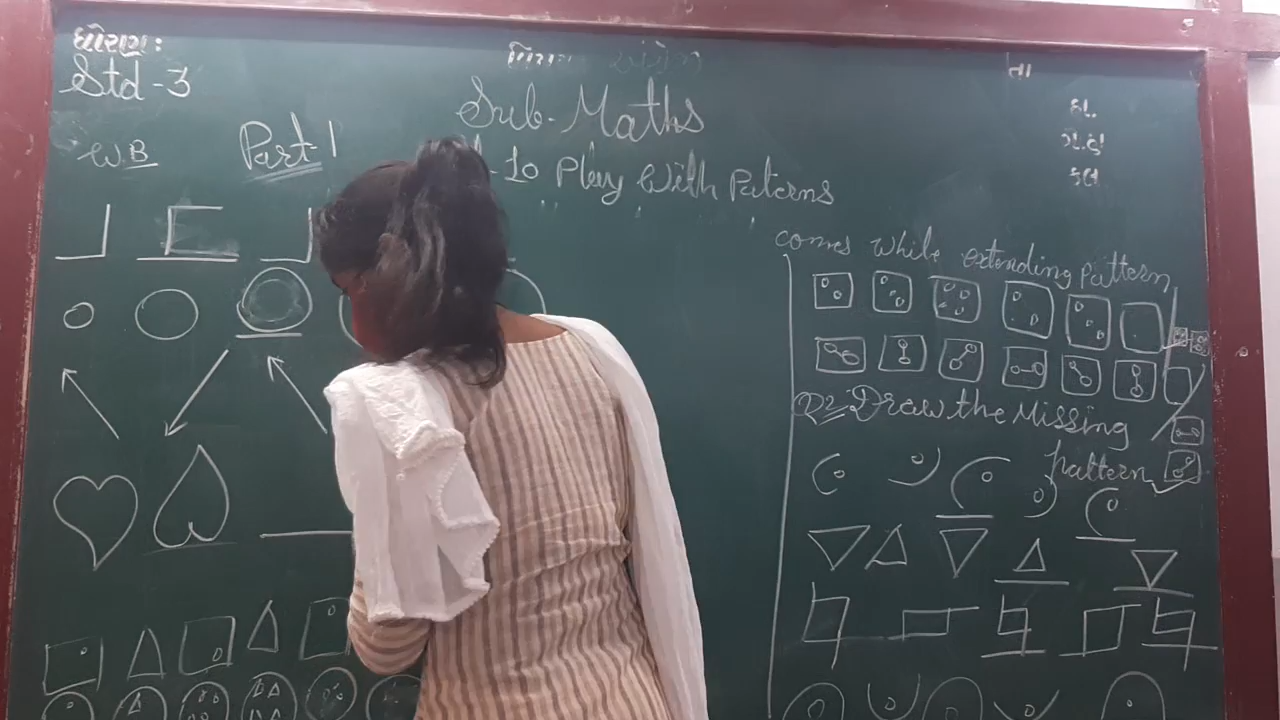 ધોરણ:
Std-3
Sub-Maths
W.B
Part-1
-10 Play with Paterns
તા
comes while extending Pattern
Q2 Draw the Missing
pattern